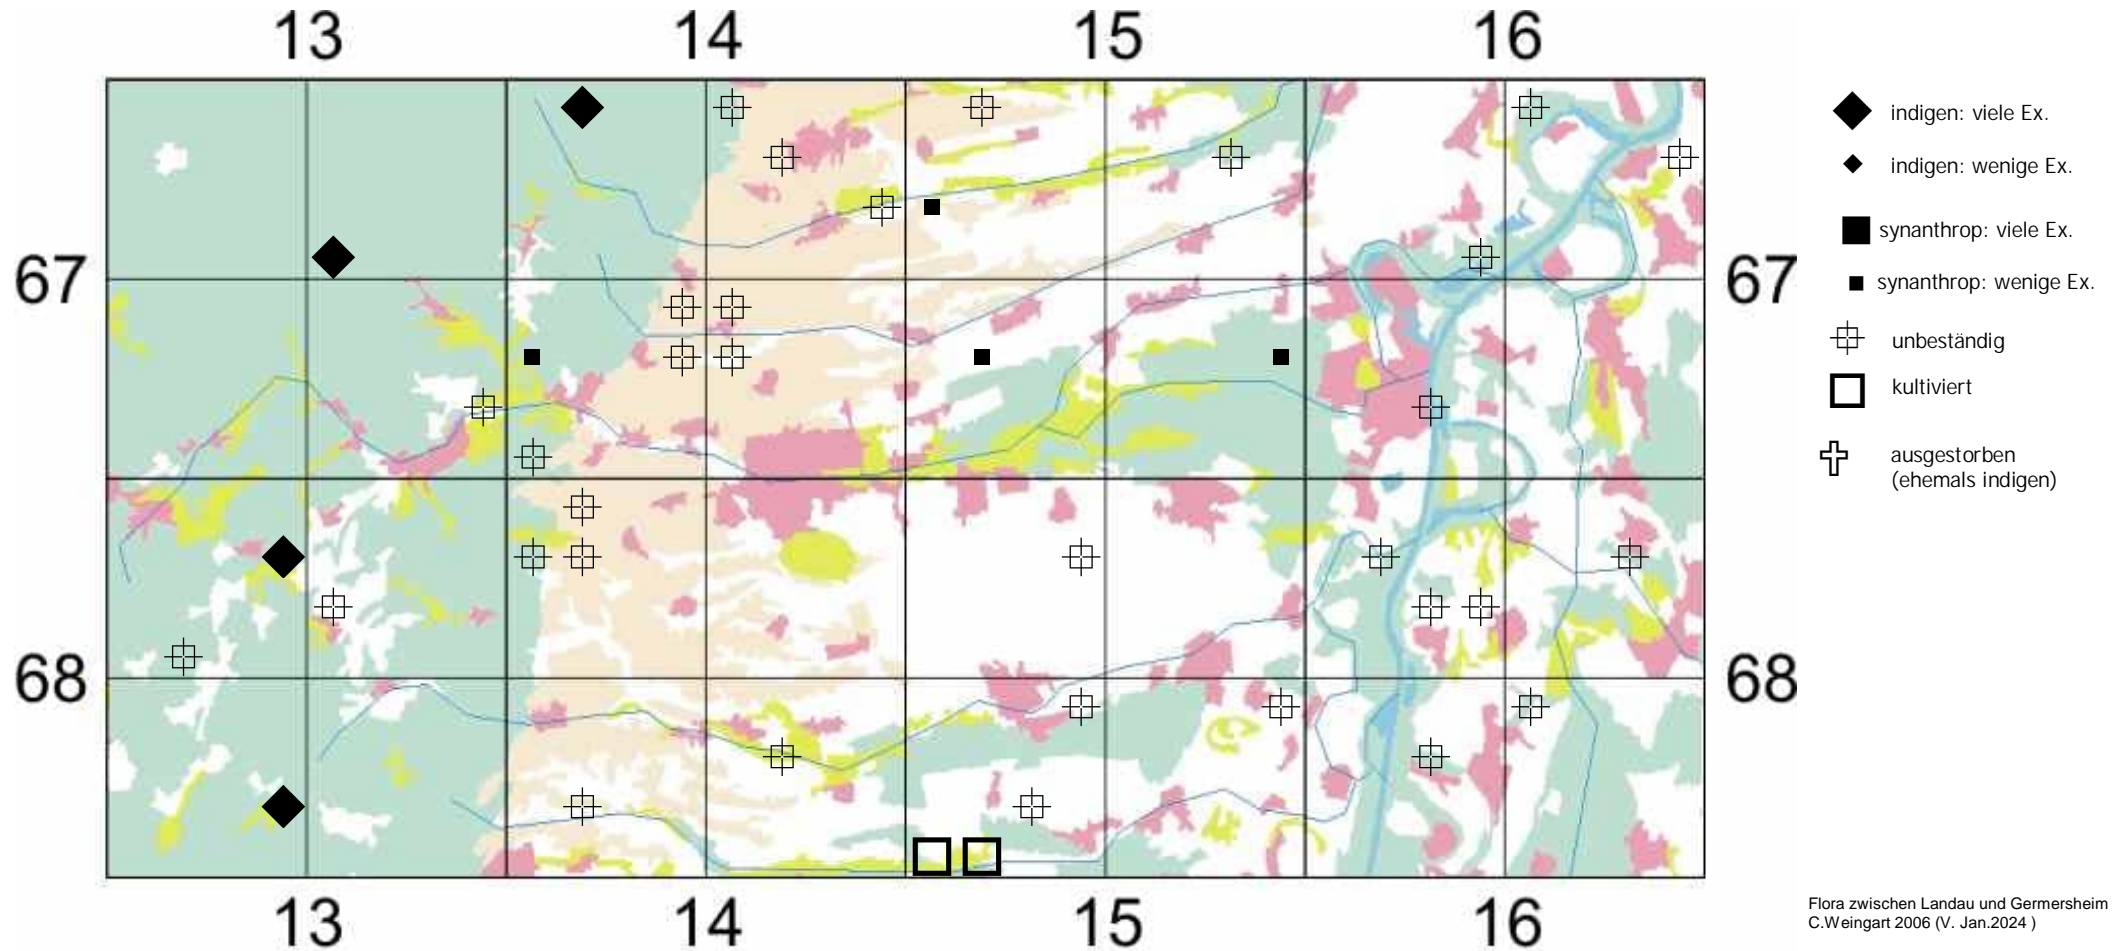 13 14 15 16
indigen: viele Ex.
indigen: wenige Ex.
synanthrop: viele Ex.
67 67
synanthrop: wenige Ex.
unbeständig
kultiviert
ausgestorben
(ehemals indigen)
68 68
13 14 15 16
Flora zwischen Landau und Germersheim
C.Weingart 2006 (V. Jan.2024 )